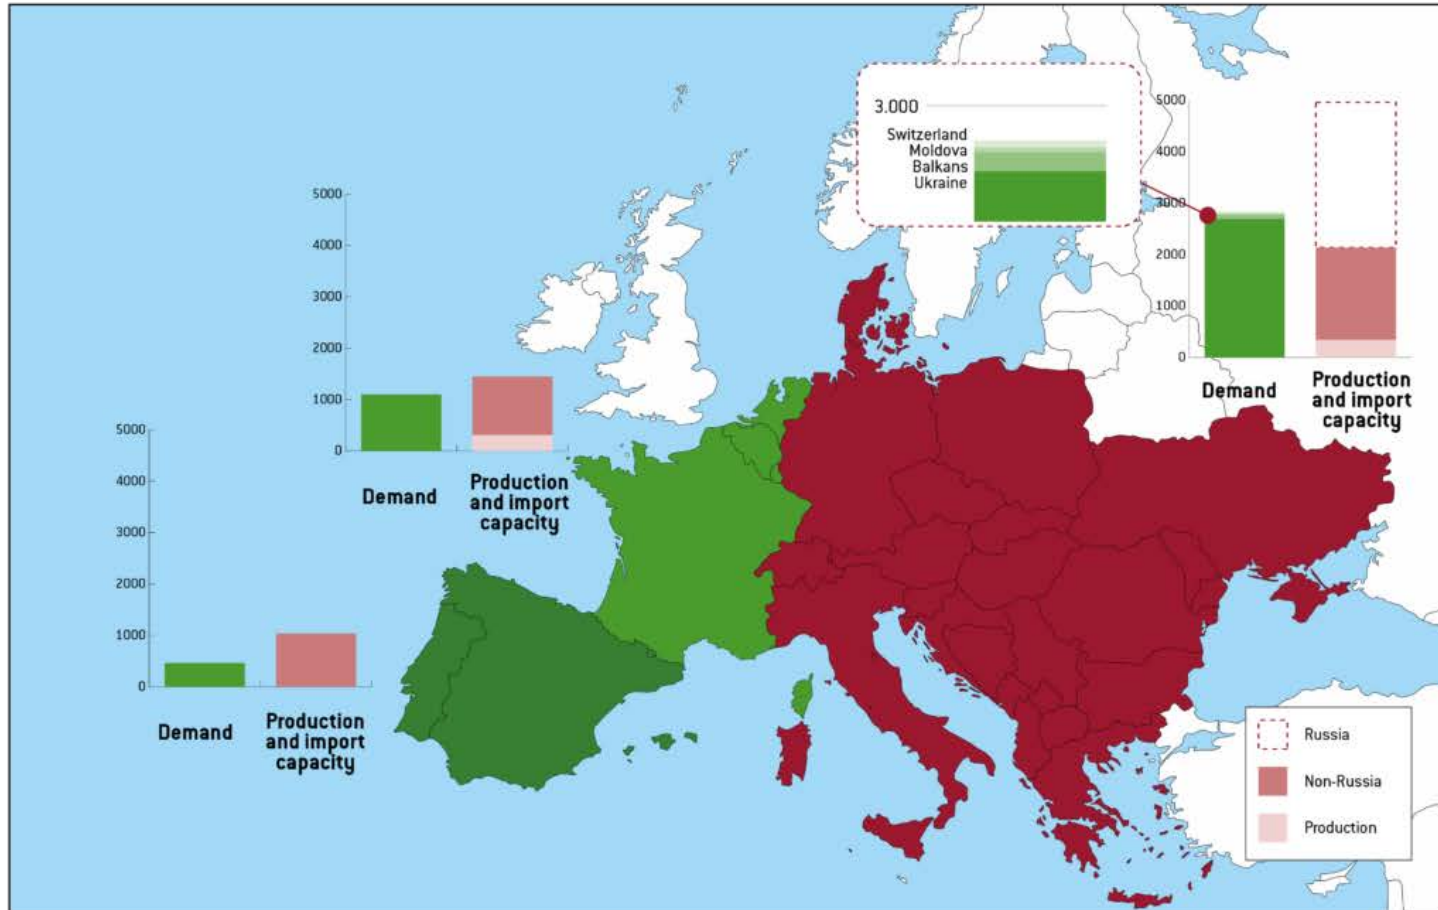 3.000
Switzerland
Moldova
Balkans
Ukraine
5000
4000
3000
2000
1000
0
Demand
Production
and import
capacity
5000
4000
3000
2000
1000
0
Demand
Production
and import
capacity
5000
4000
3000
2000
1000
0
Demand
Production
and import
capacity
Russia
Non-Russia
Production